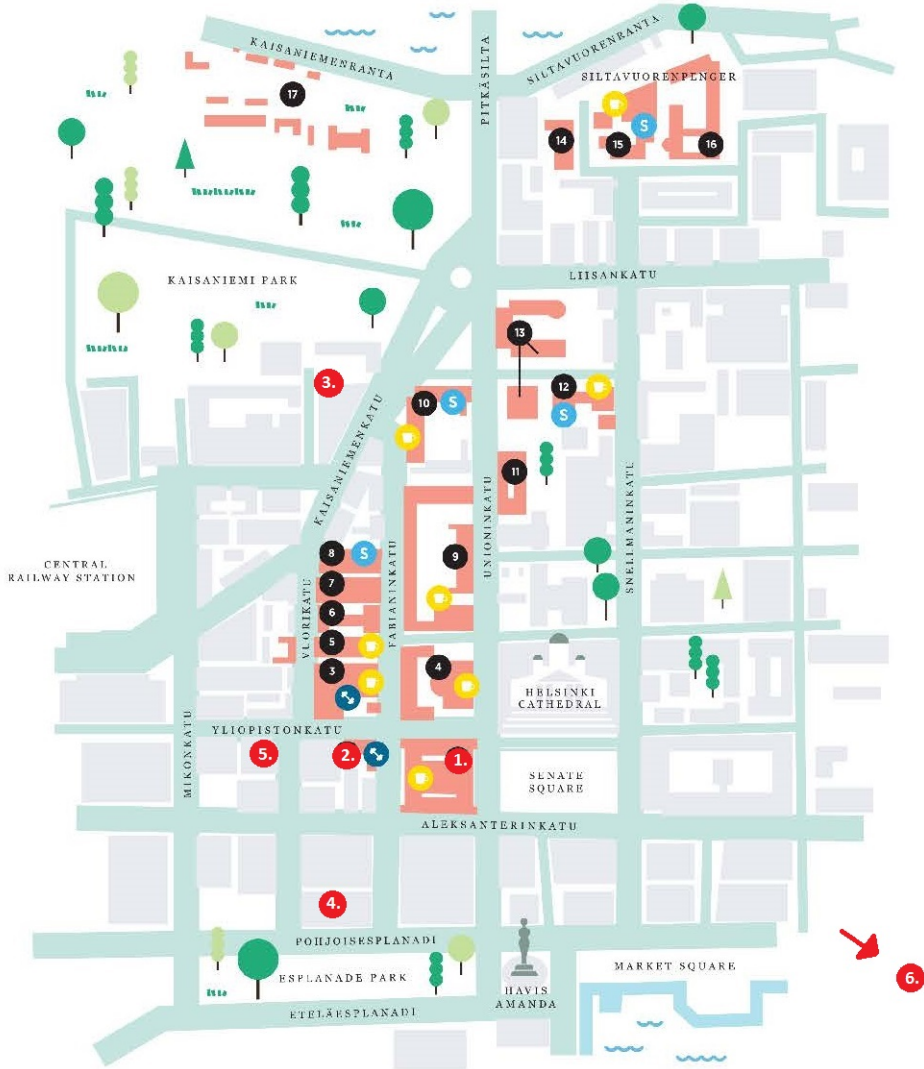 KAISANIEMENRANTA
PITKÄSILTA
SILTAVUORENRANTA
SILTAVUORENPENGER
17
S
14
15
16
LIISANKATU
KAISANIEMI PARK
13
3.
KAISANIEMENKATU
10
S
12
S
11
UNIONINKATU
SNELLMANINKATU
CENTRAL
RAILWAY STATION
8
S
9
7
VUORIKATU
6
FABIANINKATU
5
3
4
HELSINKI
CATHEDRAL
YLIOPISTONKATU
MIKONKATU
5.
2.
1.
SENATE
SQUARE
ALEKSANTERINKATU
4.
POHJOISESPLANADI
ESPLANADE PARK
HAVIS
AMANDA
MARKET SQUARE
6.
ETELÄESPLANADI